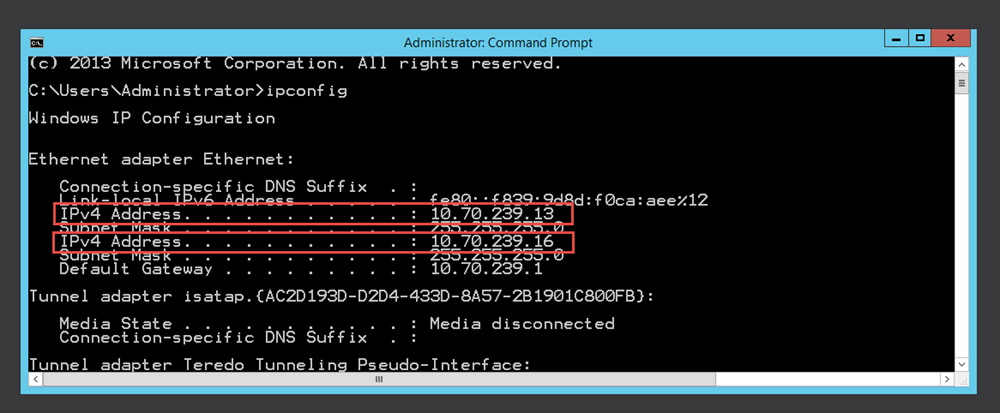 Administrator: Command Prompt
(c) 2013 Microsoft Corporation. All rights reserved.
C:\Users\Administrator>ipconfig
Windows IP Configuration
Ethernet adapter Ethernet:
Connection-specific DNS Suffix . :
Link-local IPv6 Address . . . . . : fe80::f839:9d8d:f0ca:aee%12
IPv4 Address. . . . . . . . . . . : 10.70.239.13
Subnet Mask . . . . . . . . . . . : 255.255.255.0
IPv4 Address. . . . . . . . . . . : 10.70.239.16
Subnet Mask . . . . . . . . . . . : 255.255.255.0
Default Gateway . . . . . . . . . : 10.70.239.1
Tunnel adapter isatap.{AC2D193D-D2D4-433D-8A57-2B1901C800FB}:
Media State . . . . . . . . . . . : Media disconnected
Connection-specific DNS Suffix . :
Tunnel adapter Teredo Tunneling Pseudo-Interface: